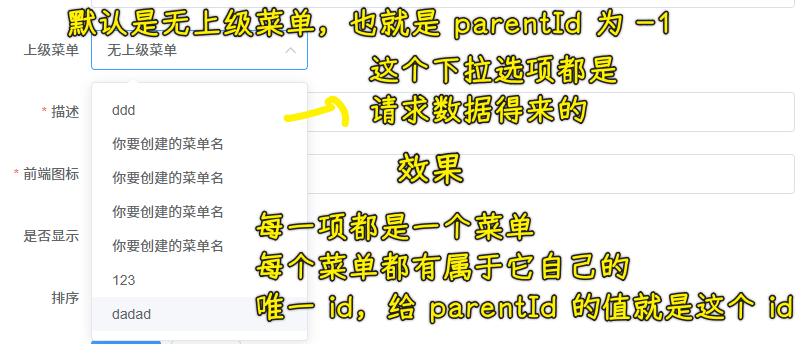 默认是无上级菜单，也就是 parentId 为 -1
上级菜单 无上级菜单
这个下拉选项都是
ddd
* 描述
请求数据得来的
你要创建的菜单名
* 前端图标
你要创建的菜单名
效果
你要创建的菜单名
是否显示
你要创建的菜单名
每一项都是一个菜单
123
每个菜单都有属于它自己的
排序
dadad
唯一 id，给 parentId 的值就是这个 id